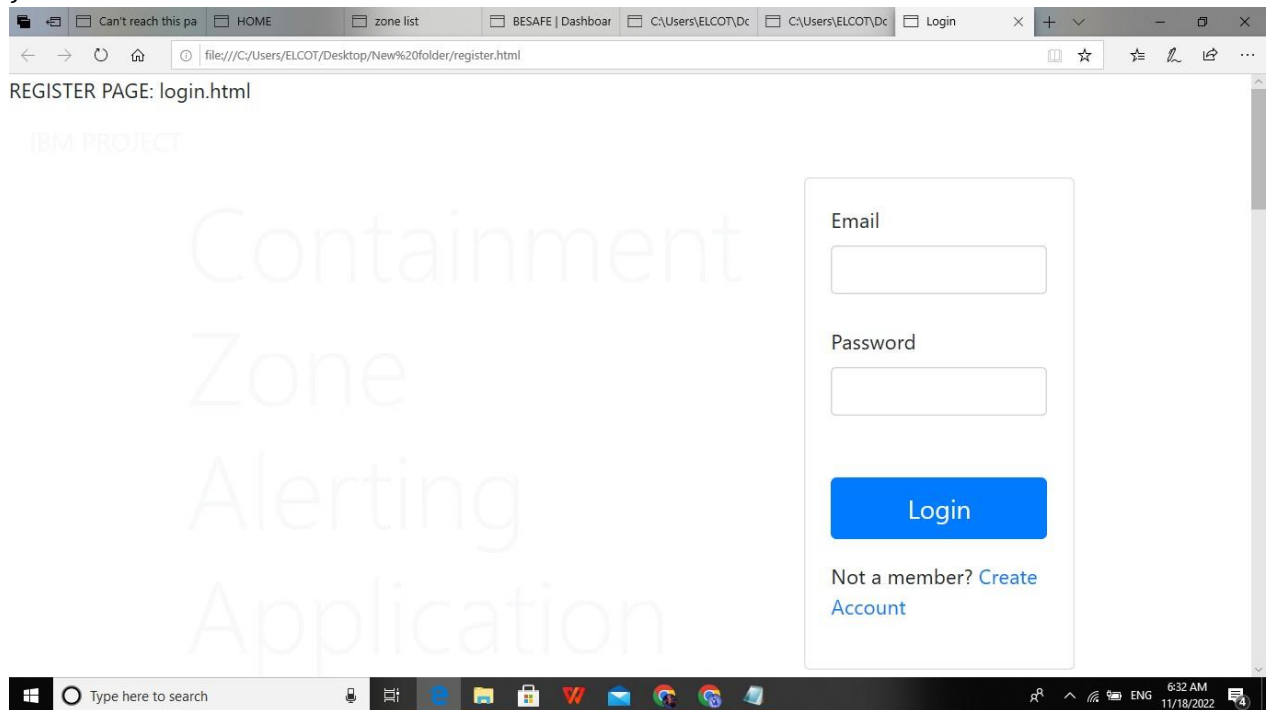 Can't reach this pa
HOME
zone list
BESAFE | Dashboar
C:\Users\ELCOT\Dc
C:\Users\ELCOT\Dc
Login
file:///C:/Users/ELCOT/Desktop/New%20folder/register.html
REGISTER PAGE: login.html
IBM PROJECT
Containment
Zone
Alerting
Application
Email
Password
Login
Not a member? Create
Account
Type here to search
ENG
6:32 AM
11/18/2022
4